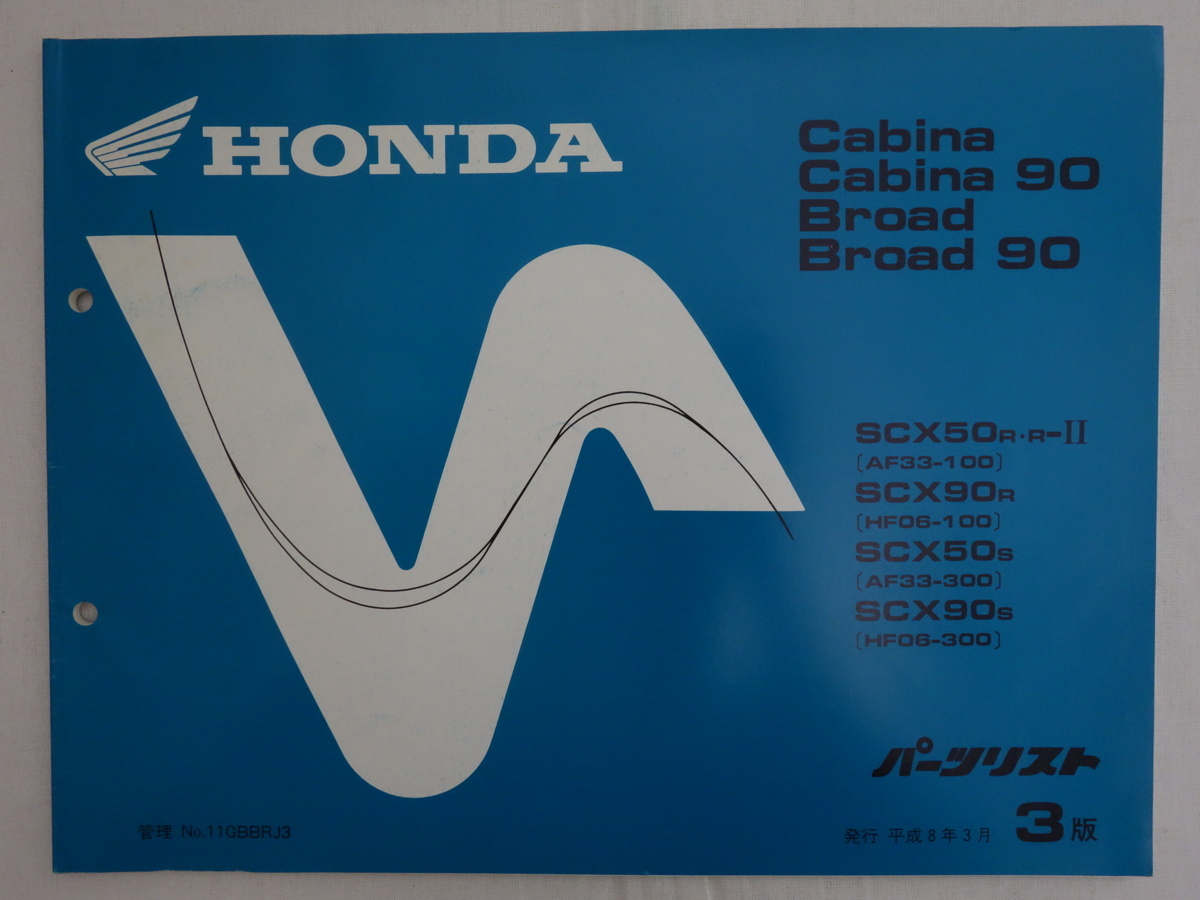 HONDA
Cabina
Cabina 90
Broad
Broad 90
SCX50R·R-II
〔AF33-100〕
SCX90R
〔HF06-100〕
SCX50S
〔AF33-300〕
SCX90S
〔HF06-300〕
パーツリスト
管理 No.11GBBRJ3
発行 平成8年3月 3版